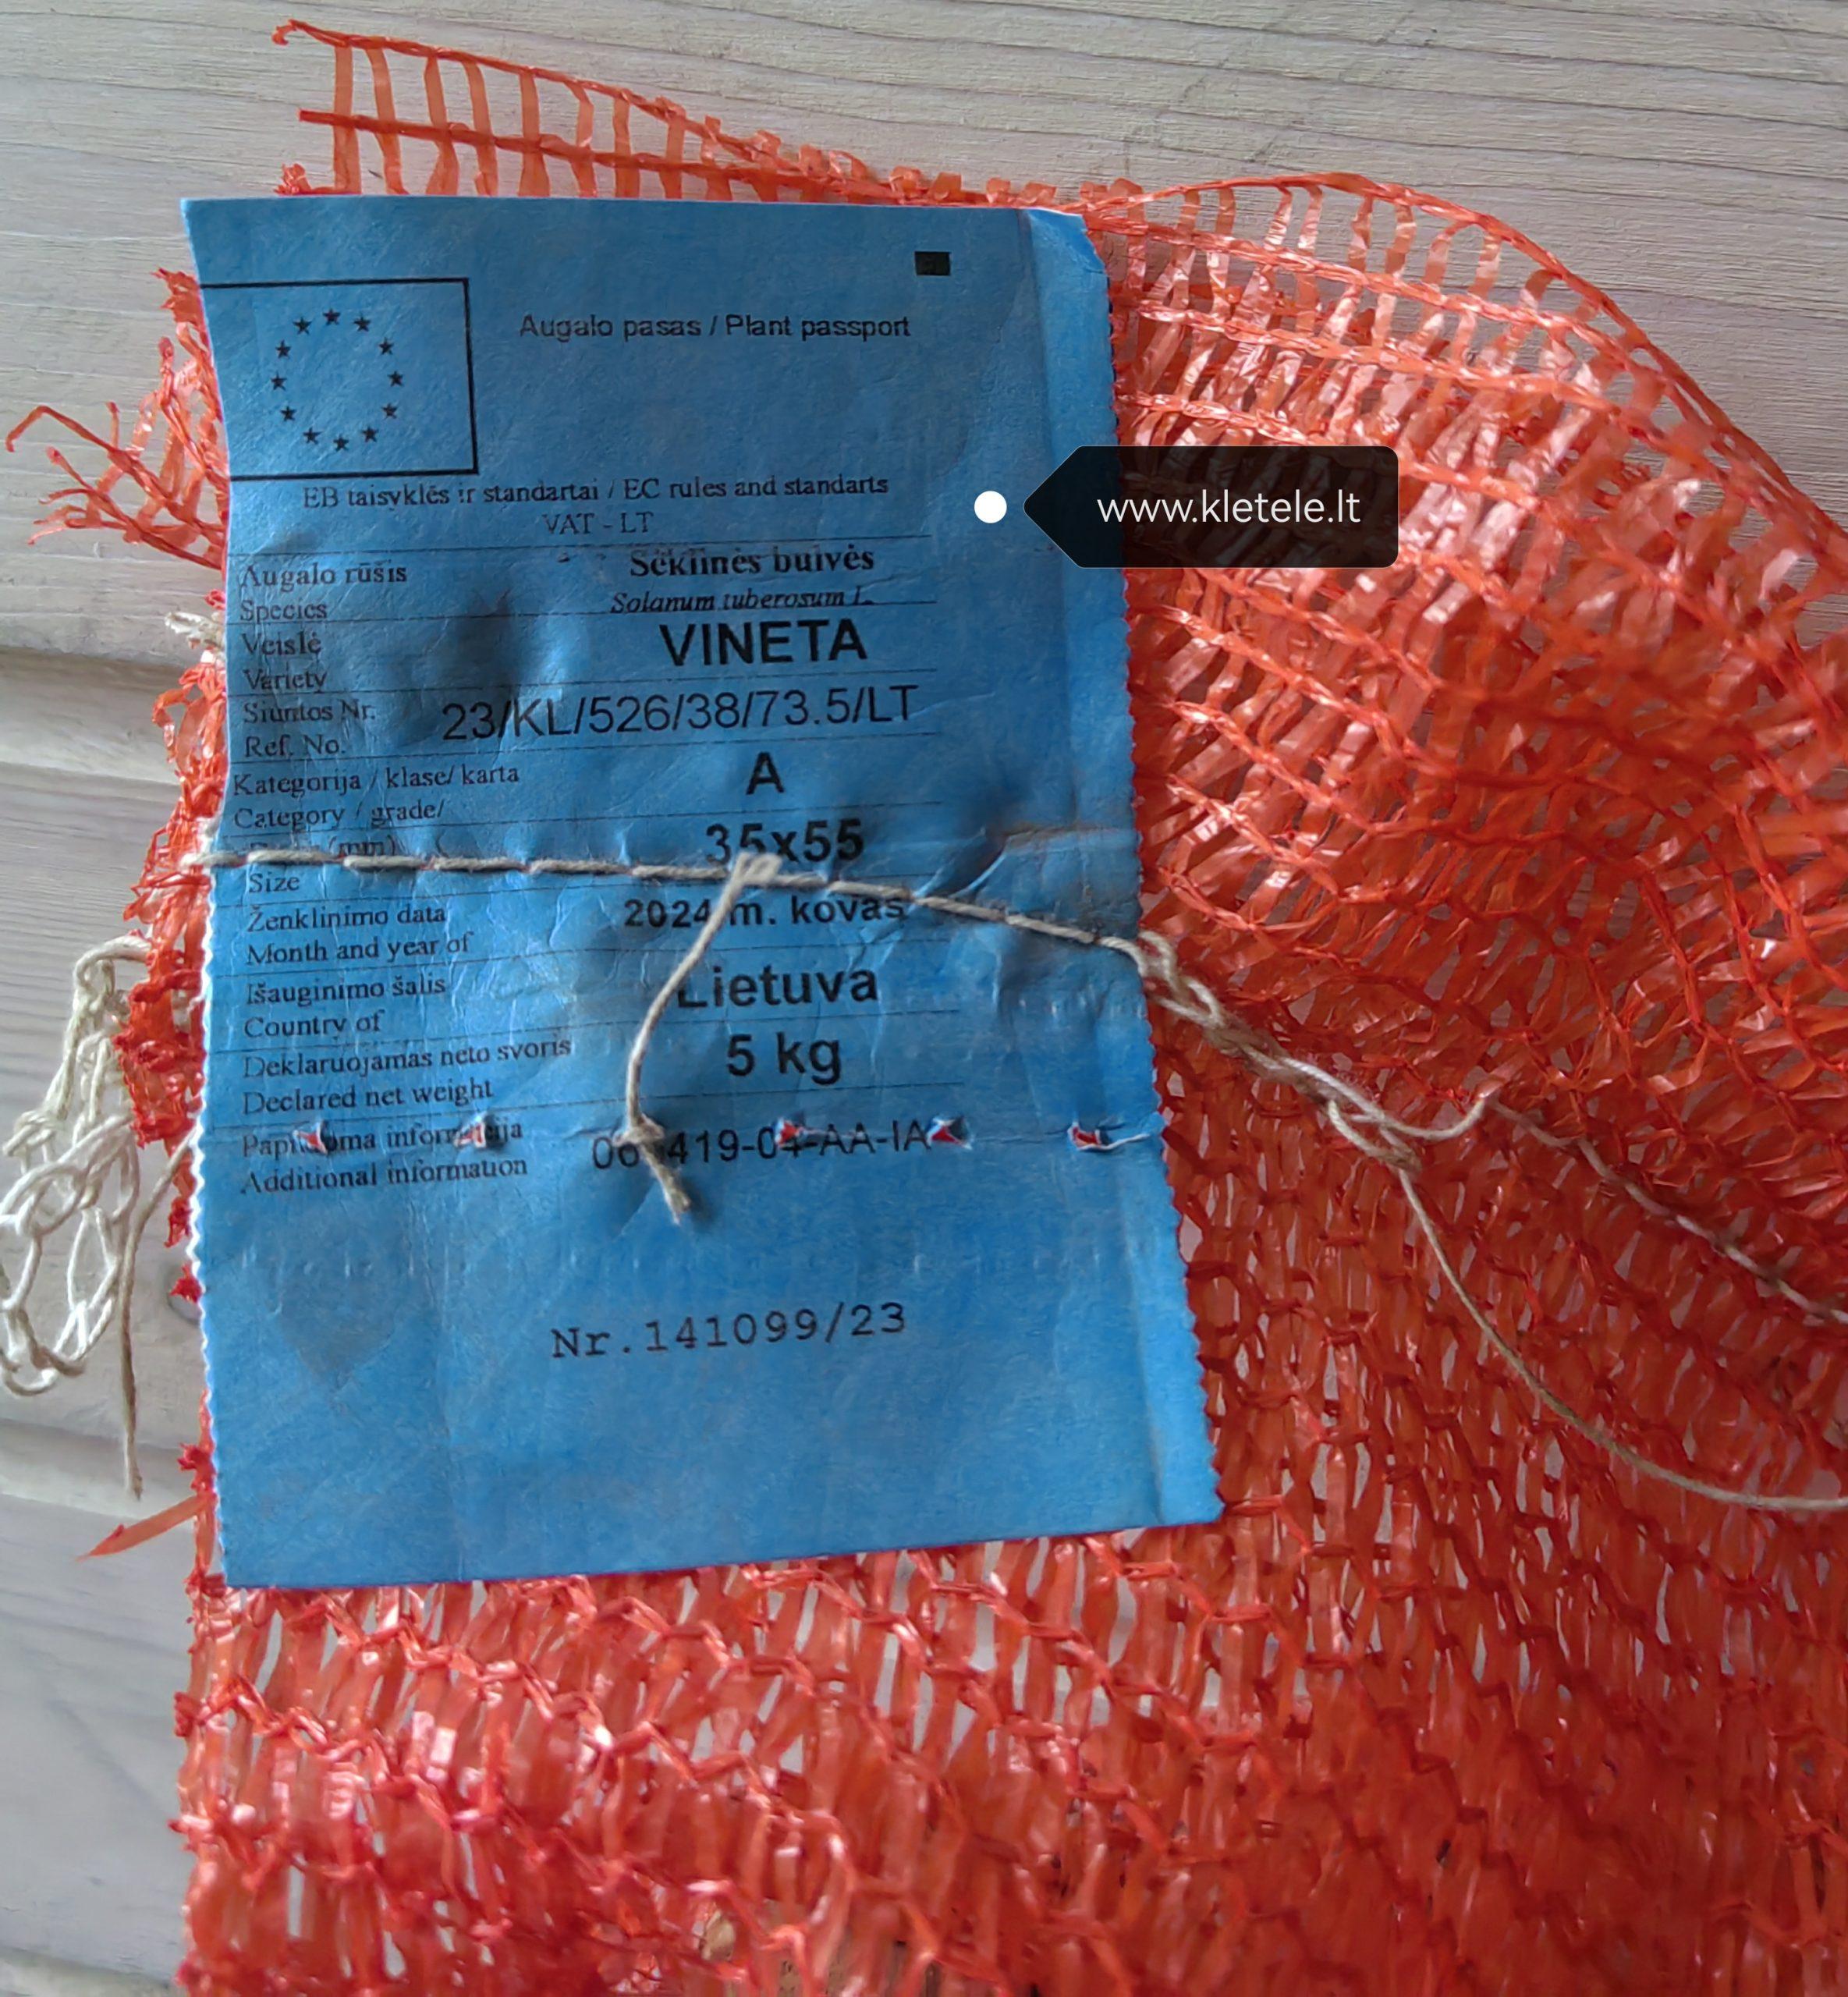 Augalo pasas / Plant passport
EB taisyklės ir standartai / EC rules and standarts
VAT - LT
www.kletele.lt
Augalo rūšis Sėklinės bulvės
Species Solanum tuberosum L.
Veislė VINETA
Variety
Siuntos Nr. 23/KL/526/38/73.5/LT
Ref. No.
Kategorija / klasė/ karta A
Category / grade/
(mm) 35x55
Size
Ženklinimo data 2024 m. kovas
Month and year of
Išauginimo šalis Lietuva
Country of
Deklaruojamas neto svoris 5 kg
Declared net weight
Papildoma informacija
Additional information
Nr.141099/23